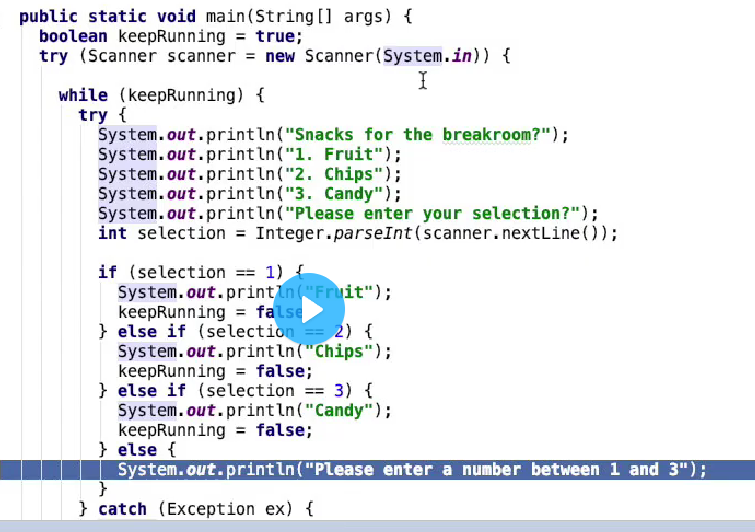 public static void main(String[] args) {
boolean keepRunning = true;
try (Scanner scanner = new Scanner(System.in)) {
while (keepRunning) {
try {
System.out.println("Snacks for the breakroom?");
System.out.println("1. Fruit");
System.out.println("2. Chips");
System.out.println("3. Candy");
System.out.println("Please enter your selection?");
int selection = Integer.parseInt(scanner.nextLine());
if (selection == 1) {
System.out.println("Fruit");
keepRunning = false
} else if (selection == 2) {
System.out.println("Chips");
keepRunning = false;
} else if (selection == 3) {
System.out.println("Candy");
keepRunning = false;
} else {
System.out.println("Please enter a number between 1 and 3");
}
} catch (Exception ex) {